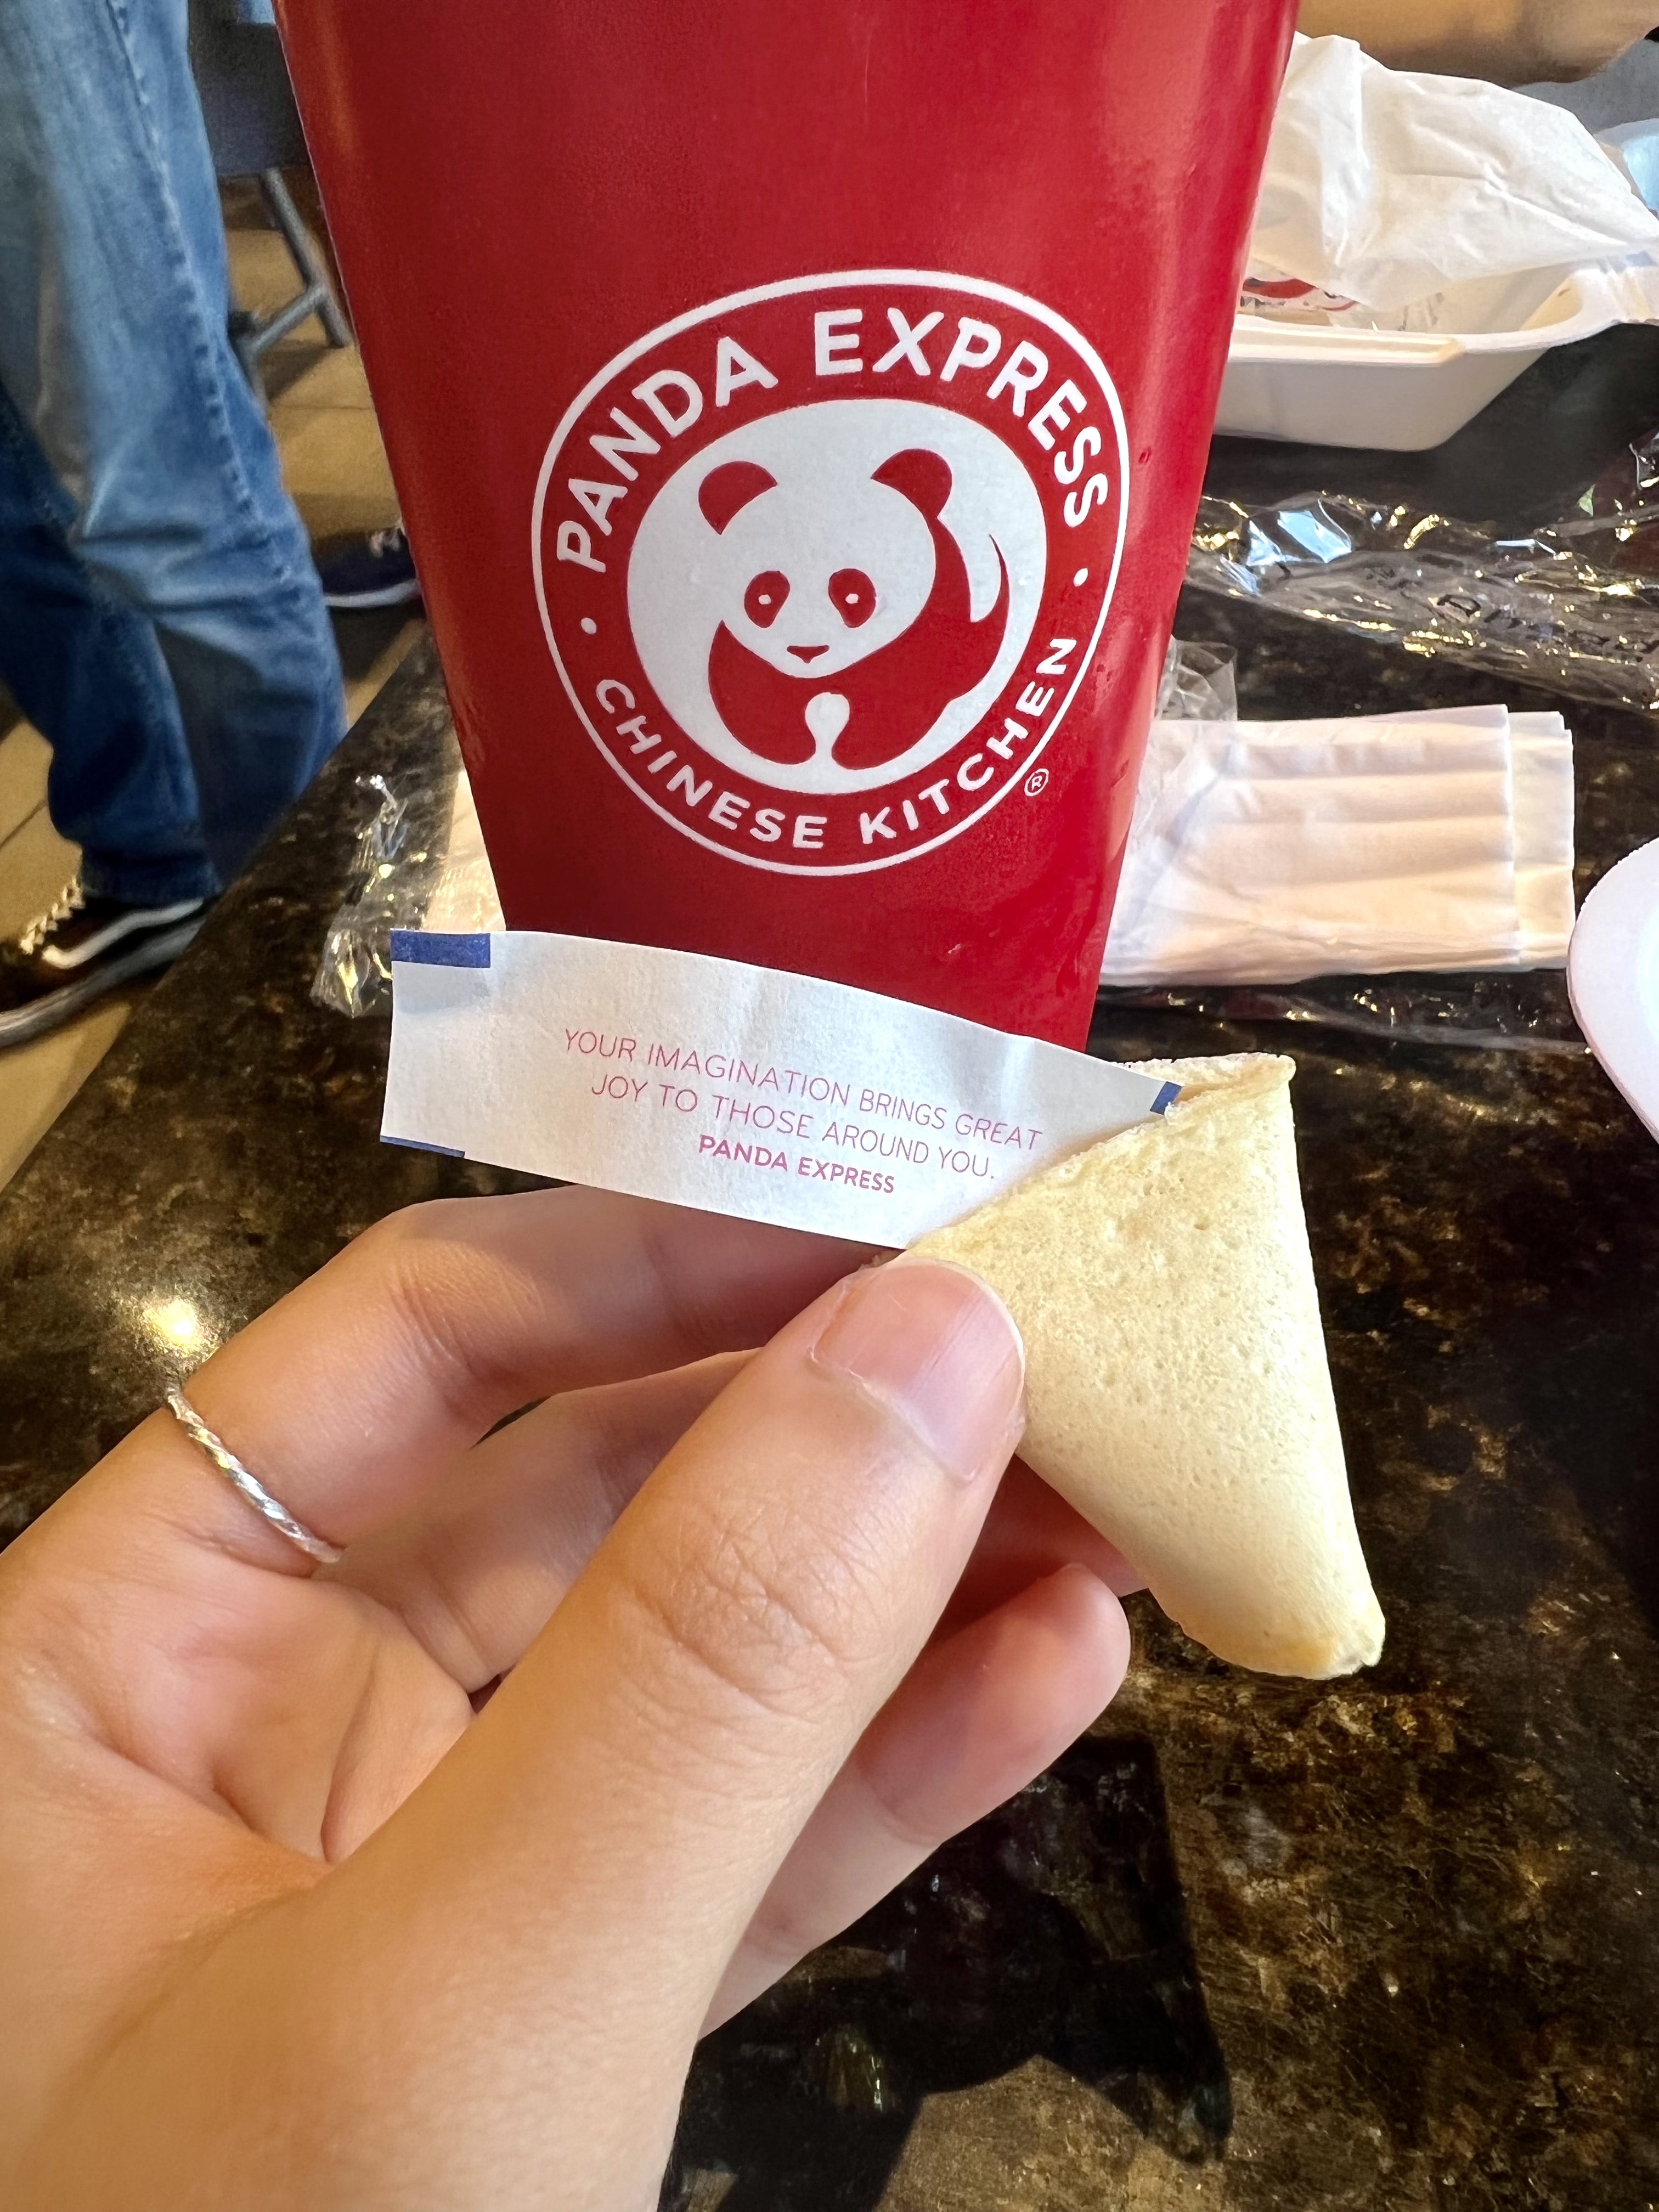 PANDA EXPRESS
CHINESE KITCHEN
®
YOUR IMAGINATION BRINGS GREAT
JOY TO THOSE AROUND YOU.
PANDA EXPRESS